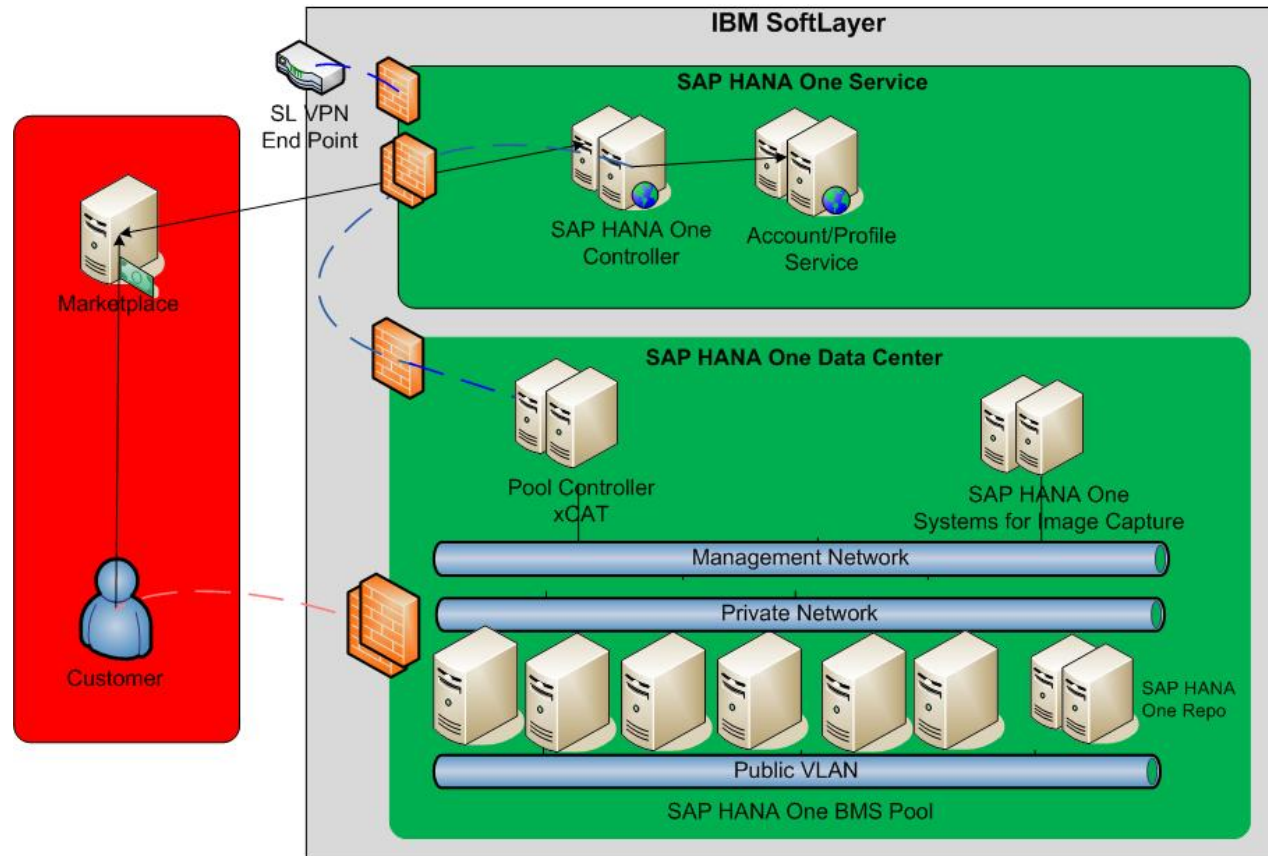 IBM SoftLayer
SL VPN
End Point
SAP HANA One Service
SAP HANA One
Controller
Account/Profile
Service
Marketplace
SAP HANA One Data Center
Pool Controller
xCAT
SAP HANA One
Systems for Image Capture
Management Network
Private Network
Customer
SAP HANA
One Repo
Public VLAN
SAP HANA One BMS Pool